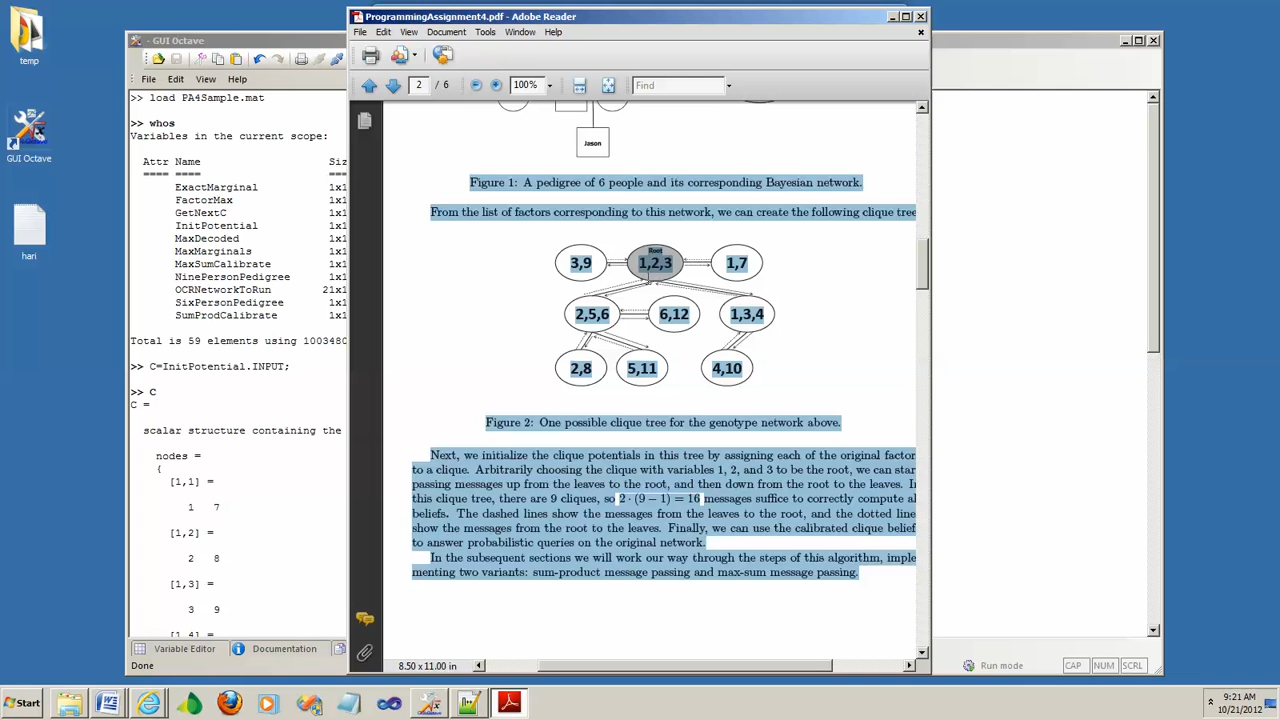 temp
GUI Octave
hari
GUI Octave
File Edit View Help
>> load PA4Sample.mat
>> whos
Variables in the current scope:
Attr Name Siz
==== ==== ===
ExactMarginal 1x1
FactorMax 1x1
GetNextC 1x1
InitPotential 1x1
MaxDecoded 1x1
MaxMarginals 1x1
MaxSumCalibrate 1x1
NinePersonPedigree 1x1
OCRNetworkToRun 21x1
SixPersonPedigree 1x1
SumProdCalibrate 1x1
Total is 59 elements using 1003480
>> C=InitPotential.INPUT;
>> C
C =
scalar structure containing the
nodes =
{
[1,1] =
1 7
[1,2] =
2 8
[1,3] =
3 9
[1,4] =
Variable Editor Documentation
Done
Run mode CAP NUM SCRL
ProgrammingAssignment4.pdf - Adobe Reader
File Edit View Document Tools Window Help
2 / 6 100% Find
Jason
Figure 1: A pedigree of 6 people and its corresponding Bayesian network.
From the list of factors corresponding to this network, we can create the following clique tree
Root
3,9 1,2,3 1,7
2,5,6 6,12 1,3,4
2,8 5,11 4,10
Figure 2: One possible clique tree for the genotype network above.
Next, we initialize the clique potentials in this tree by assigning each of the original factor
to a clique. Arbitrarily choosing the clique with variables 1, 2, and 3 to be the root, we can star
passing messages up from the leaves to the root, and then down from the root to the leaves. I
this clique tree, there are 9 cliques, so 2 · (9 − 1) = 16 messages suffice to correctly compute al
beliefs. The dashed lines show the messages from the leaves to the root, and the dotted line
show the messages from the root to the leaves. Finally, we can use the calibrated clique belief
to answer probabilistic queries on the original network.
In the subsequent sections we will work our way through the steps of this algorithm, imple
menting two variants: sum-product message passing and max-sum message passing.
8.50 x 11.00 in
Start
9:21 AM
10/21/2012